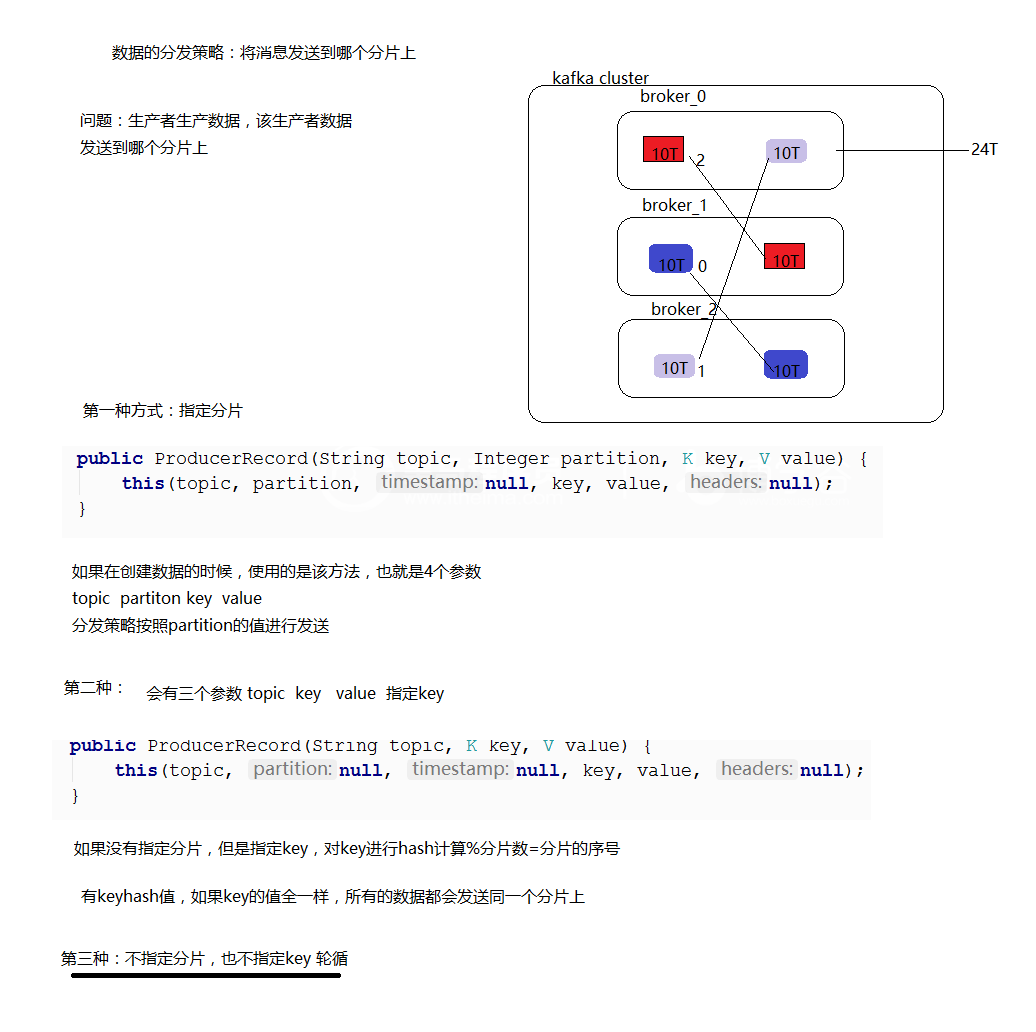 数据的分发策略：将消息发送到哪个分片上
kafka cluster
broker_0
问题：生产者生产数据，该生产者数据
发送到哪个分片上
10T
2
10T
24T
broker_1
10T
0
10T
broker_2
10T
1
10T
第一种方式：指定分片
public ProducerRecord(String topic, Integer partition, K key, V value) {
this(topic, partition, timestamp: null, key, value, headers: null);
}
如果在创建数据的时候，使用的是该方法，也就是4个参数
topic partiton key value
分发策略按照partition的值进行发送
第二种： 会有三个参数 topic key value 指定key
public ProducerRecord(String topic, K key, V value) {
this(topic, partition: null, timestamp: null, key, value, headers: null);
}
如果没有指定分片，但是指定key，对key进行hash计算%分片数=分片的序号
有keyhash值，如果key的值全一样，所有的数据都会发送同一个分片上
第三种：不指定分片，也不指定key 轮循